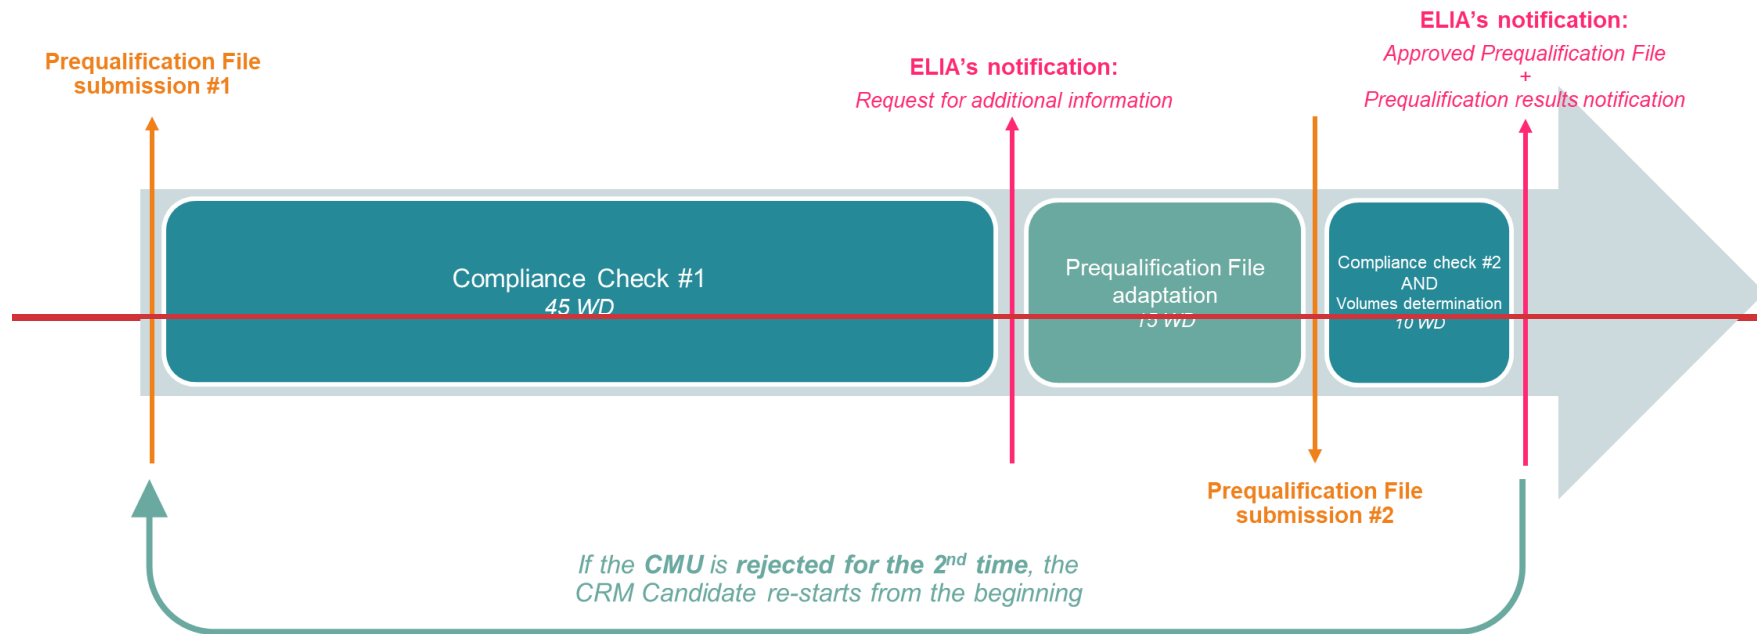 Prequalification File
submission #1
ELIA's notification:
Request for additional information
ELIA's notification:
Approved Prequalification File
+
Prequalification results notification
Compliance Check #1
45 WD
Prequalification File
adaptation
15 WD
Compliance check #2
AND
Volumes determination
10 WD
Prequalification File
submission #2
If the CMU is rejected for the 2nd time, the
CRM Candidate re-starts from the beginning